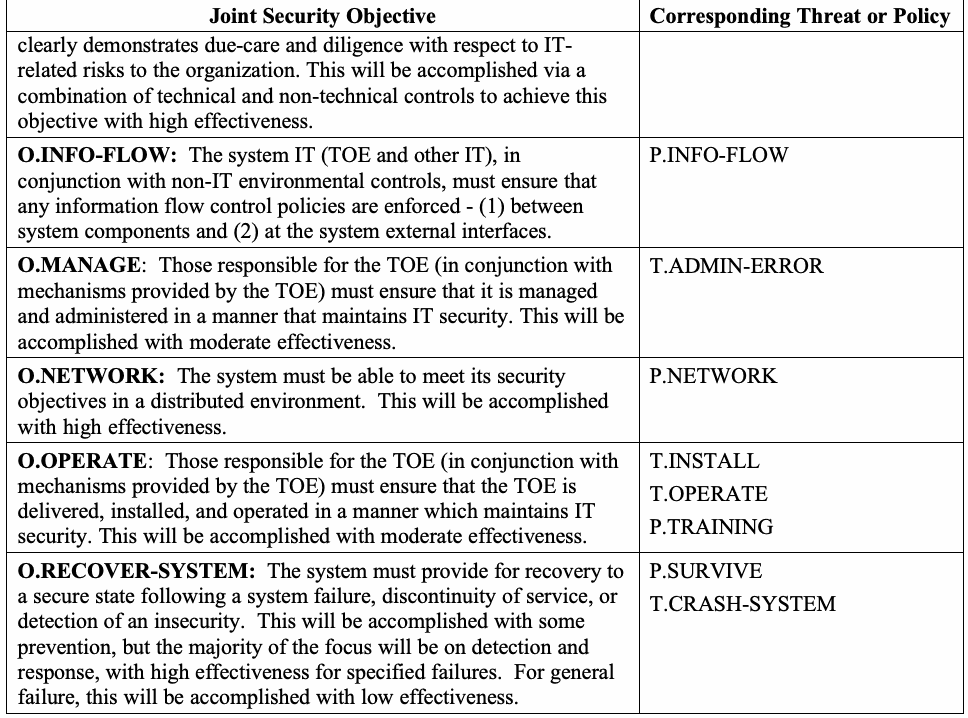 Joint Security Objective
Corresponding Threat or Policy
clearly demonstrates due-care and diligence with respect to IT-
related risks to the organization. This will be accomplished via a
combination of technical and non-technical controls to achieve this
objective with high effectiveness.
O.INFO-FLOW: The system IT (TOE and other IT), in
conjunction with non-IT environmental controls, must ensure that
any information flow control policies are enforced - (1) between
system components and (2) at the system external interfaces.
P.INFO-FLOW
O.MANAGE: Those responsible for the TOE (in conjunction with
mechanisms provided by the TOE) must ensure that it is managed
and administered in a manner that maintains IT security. This will be
accomplished with moderate effectiveness.
T.ADMIN-ERROR
O.NETWORK: The system must be able to meet its security
objectives in a distributed environment. This will be accomplished
with high effectiveness.
P.NETWORK
O.OPERATE: Those responsible for the TOE (in conjunction with
mechanisms provided by the TOE) must ensure that the TOE is
delivered, installed, and operated in a manner which maintains IT
security. This will be accomplished with moderate effectiveness.
T.INSTALL
T.OPERATE
P.TRAINING
O.RECOVER-SYSTEM: The system must provide for recovery to
a secure state following a system failure, discontinuity of service, or
detection of an insecurity. This will be accomplished with some
prevention, but the majority of the focus will be on detection and
response, with high effectiveness for specified failures. For general
failure, this will be accomplished with low effectiveness.
P.SURVIVE
T.CRASH-SYSTEM